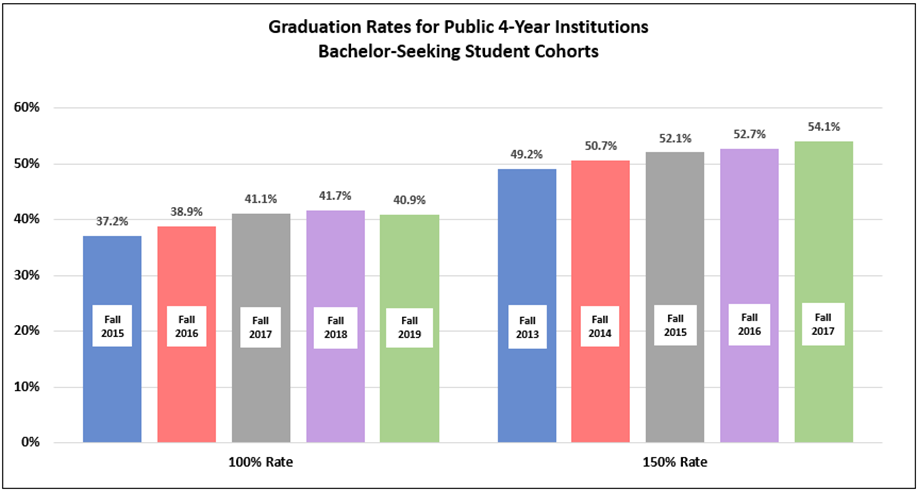 Graduation Rates for Public 4-Year Institutions
Bachelor-Seeking Student Cohorts
60%
50%
40%
30%
20%
10%
0%
37.2%
38.9%
41.1%
41.7%
40.9%
49.2%
50.7%
52.1%
52.7%
54.1%
Fall
2015
Fall
2016
Fall
2017
Fall
2018
Fall
2019
Fall
2013
Fall
2014
Fall
2015
Fall
2016
Fall
2017
100% Rate
150% Rate